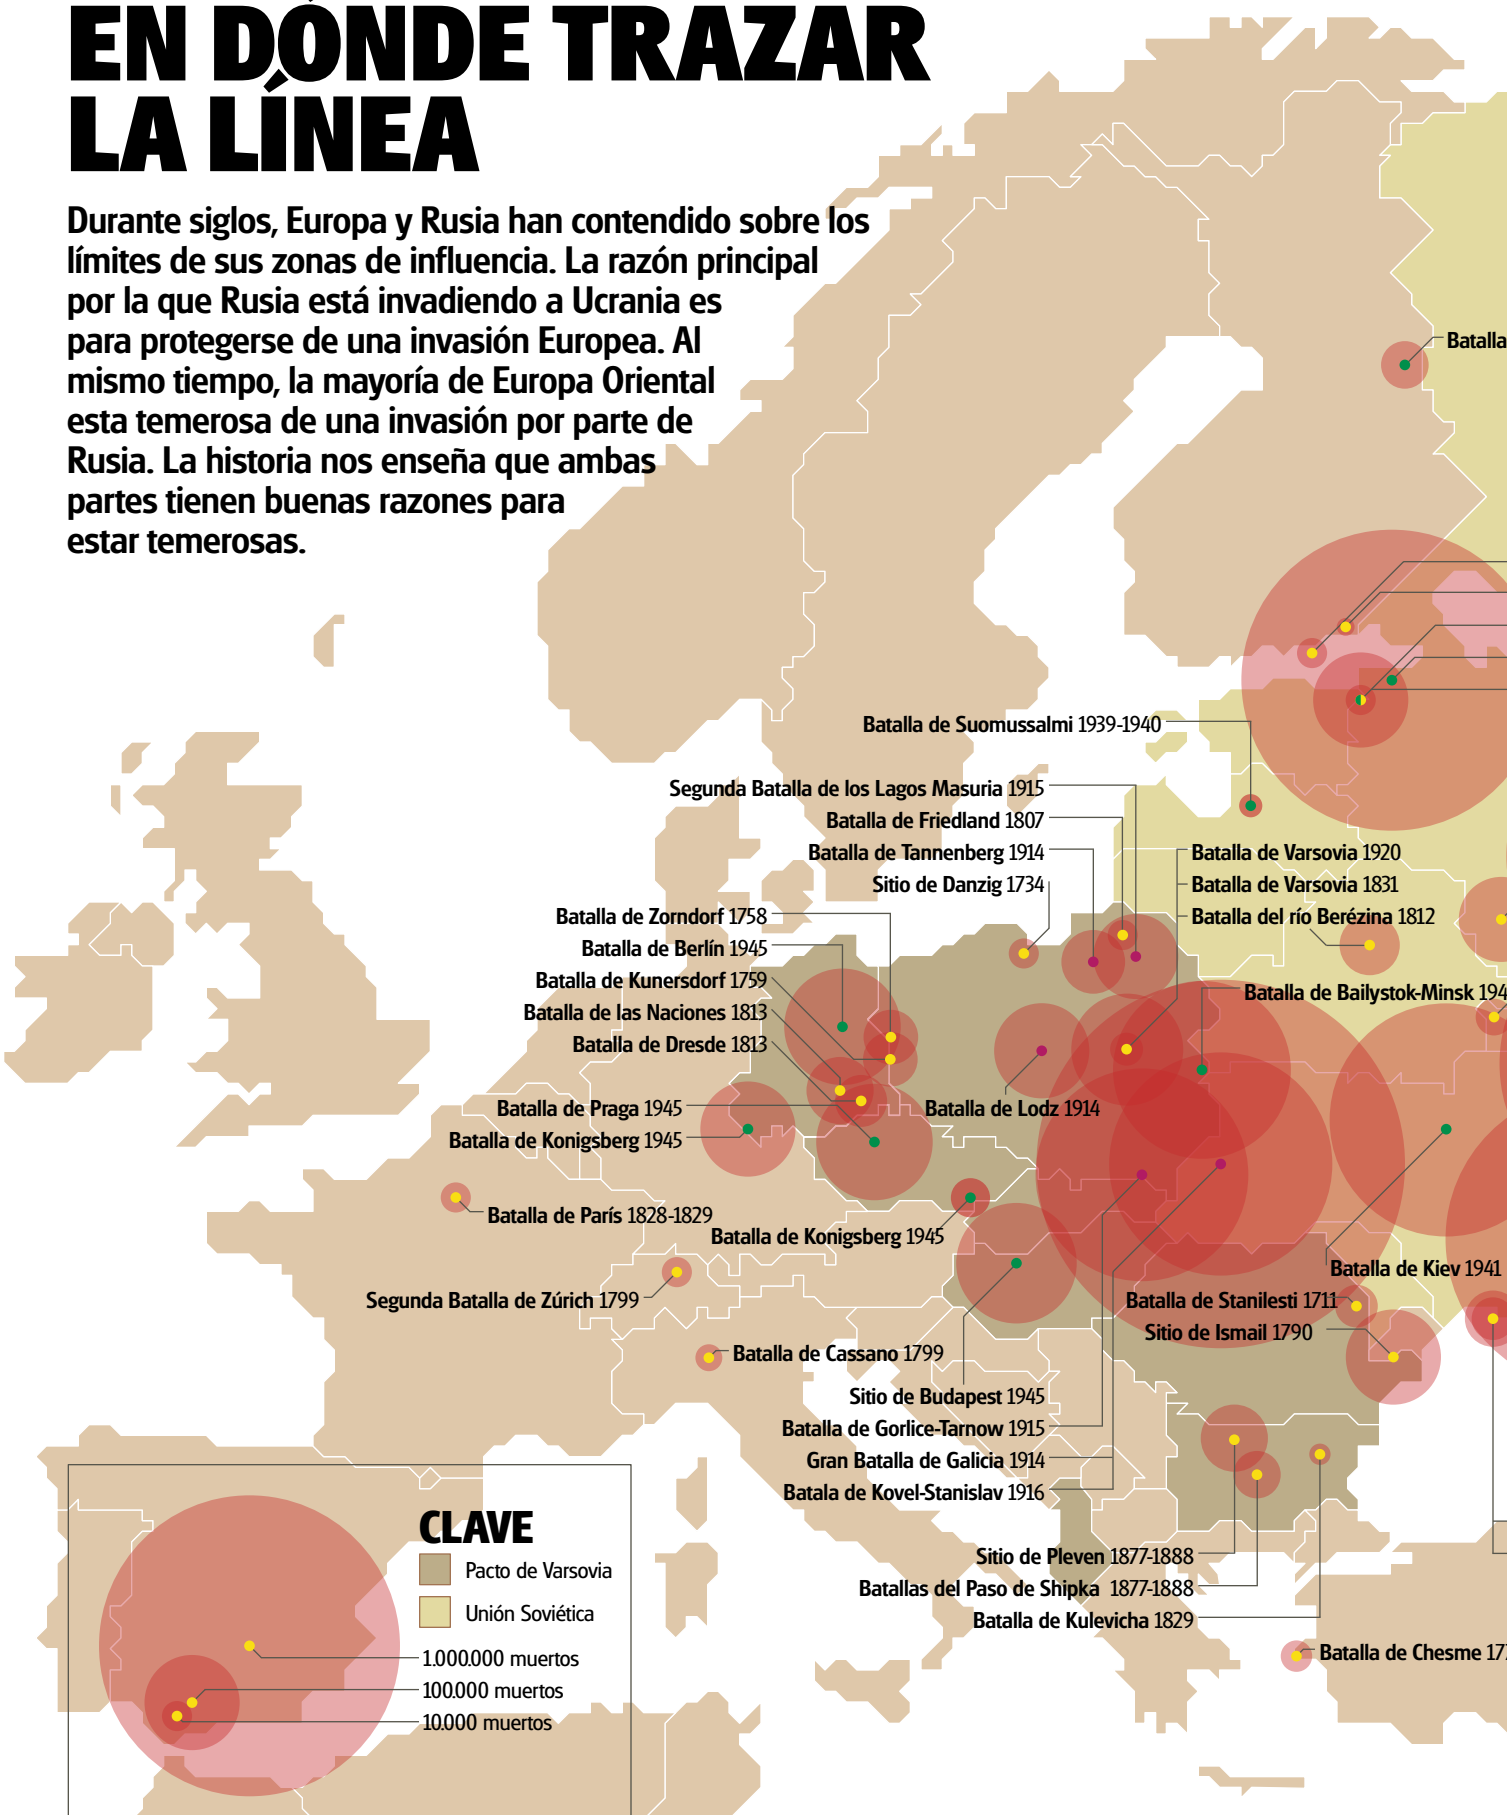 EN DÓNDE TRAZAR
LA LÍNEA
Durante siglos, Europa y Rusia han contendido sobre los
límites de sus zonas de influencia. La razón principal
por la que Rusia está invadiendo a Ucrania es
para protegerse de una invasión Europea. Al
mismo tiempo, la mayoría de Europa Oriental
esta temerosa de una invasión por parte de
Rusia. La historia nos enseña que ambas
partes tienen buenas razones para
estar temerosas.
Batalla
Batalla de Suomussalmi 1939-1940
Segunda Batalla de los Lagos Masuria 1915
Batalla de Friedland 1807
Batalla de Tannenberg 1914
Sitio de Danzig 1734
Batalla de Varsovia 1920
Batalla de Varsovia 1831
Batalla del río Berézina 1812
Batalla de Zorndorf 1758
Batalla de Berlín 1945
Batalla de Kunersdorf 1759
Batalla de las Naciones 1813
Batalla de Dresde 1813
Batalla de Bailystok-Minsk 194
Batalla de Praga 1945
Batalla de Konigsberg 1945
Batalla de Lodz 1914
Batalla de París 1828-1829
Batalla de Konigsberg 1945
Segunda Batalla de Zúrich 1799
Batalla de Kiev 1941
Batalla de Stanilesti 1711
Sitio de Ismail 1790
Batalla de Cassano 1799
Sitio de Budapest 1945
Batalla de Gorlice-Tarnow 1915
Gran Batalla de Galicia 1914
Batala de Kovel-Stanislav 1916
Sitio de Pleven 1877-1888
Batallas del Paso de Shipka 1877-1888
Batalla de Kulevicha 1829
Batalla de Chesme 177
CLAVE
Pacto de Varsovia
Unión Soviética
1.000.000 muertos
100.000 muertos
10.000 muertos